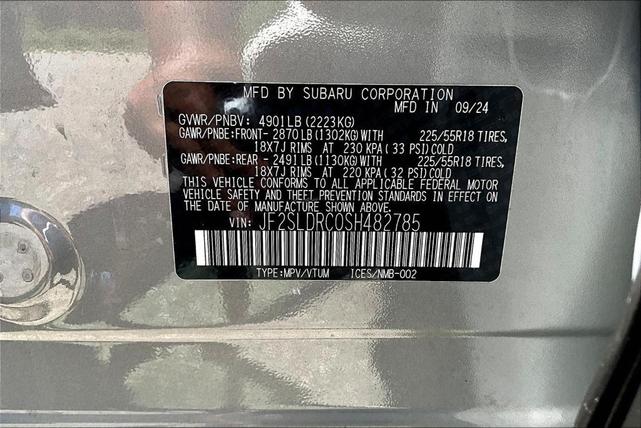 MFD BY SUBARU CORPORATION
MFD IN 09/24
GVWR/PNBV: 4901LB (2223KG)
GAWR/PNBE:FRONT- 2870LB (1302KG) WITH 225/55R18 TIRES,
18X7J RIMS AT 230 KPA ( 33 PSI) COLD
GAWR/PNBE:REAR - 2491LB (1130KG) WITH 225/55R18 TIRES,
18X7J RIMS AT 220 KPA ( 32 PSI) COLD
THIS VEHICLE CONFORMS TO ALL APPLICABLE FEDERAL MOTOR
VEHICLE SAFETY AND THEFT PREVENTION STANDARDS IN EFFECT ON
THE DATE OF MANUFACTURE SHOWN ABOVE.
VIN: JF2SLDRC0SH482785
TYPE:MPV/VTUM ICES/NMB-002